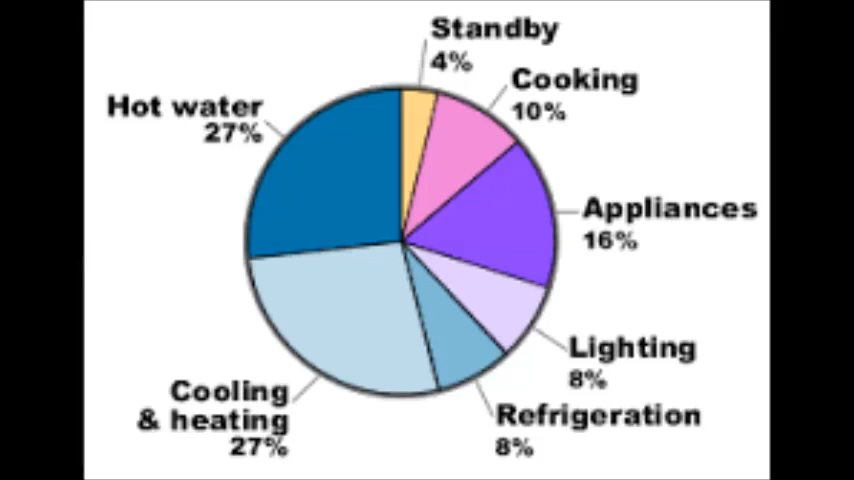 Standby
4%
Cooking
10%
Hot water
27%
Appliances
16%
Lighting
8%
Cooling
& heating
27%
Refrigeration
8%